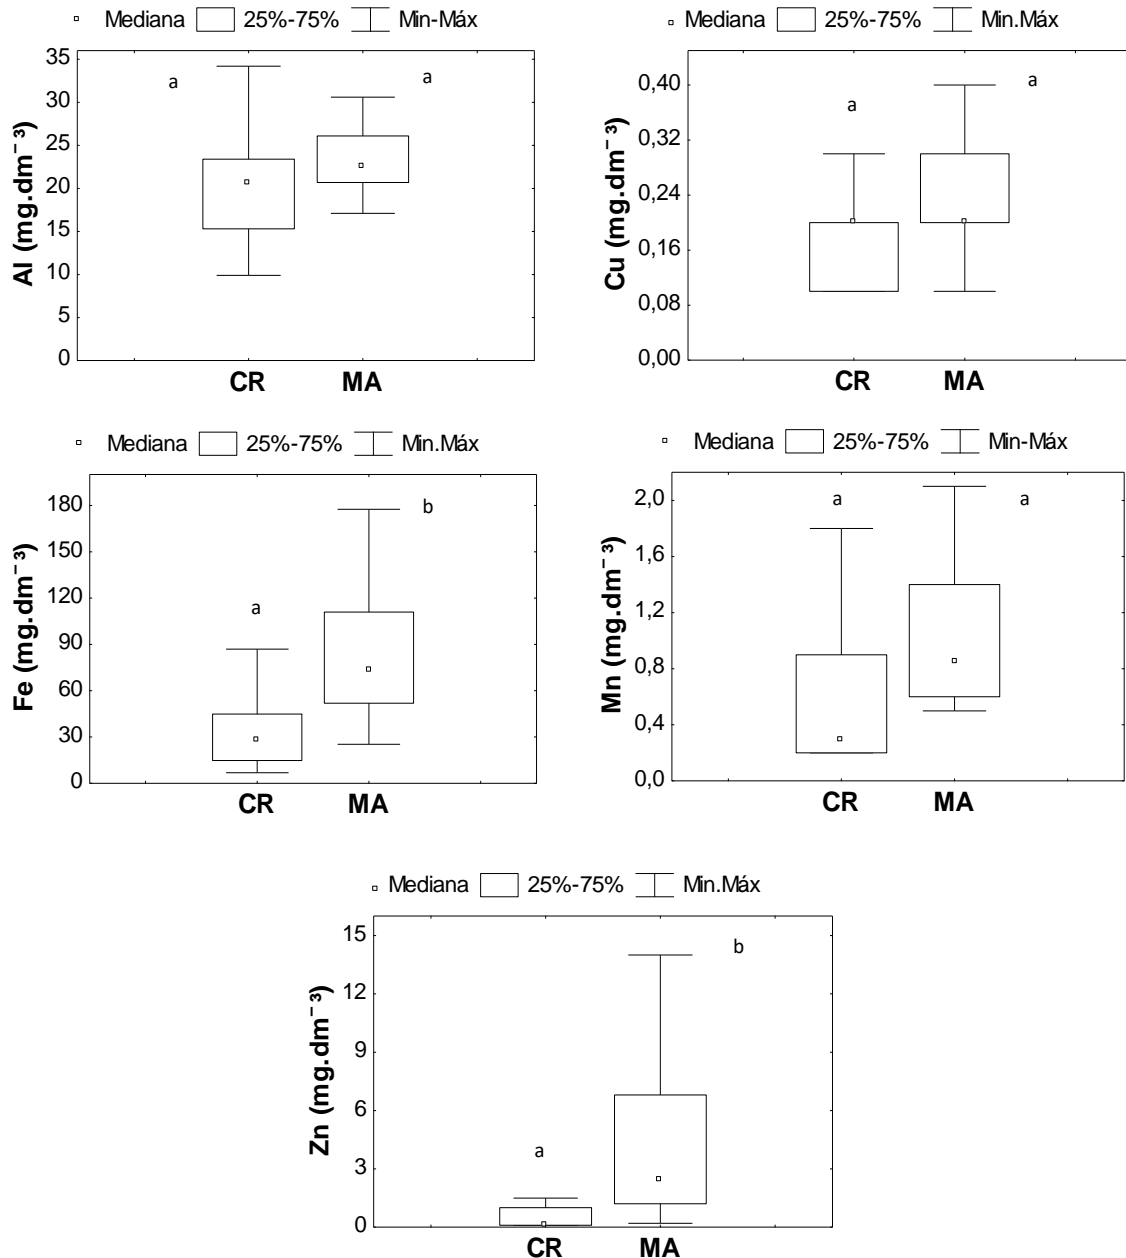 Mediana 25%-75% Min-Máx
Al (mg.dm⁻³)
35
30
25
20
15
10
5
0
a
a
CR MA
Mediana 25%-75% Min.Máx
Cu (mg.dm⁻³)
0,40
0,32
0,24
0,16
0,08
0,00
a
a
CR MA
Mediana 25%-75% Min.Máx
Fe (mg.dm⁻³)
180
150
120
90
60
30
0
a
b
CR MA
Mediana 25%-75% Min-Máx
Mn (mg.dm⁻³)
2,0
1,6
1,2
0,8
0,4
0,0
a
a
CR MA
Mediana 25%-75% Min.Máx
Zn (mg.dm⁻³)
15
12
9
6
3
0
a
b
CR MA